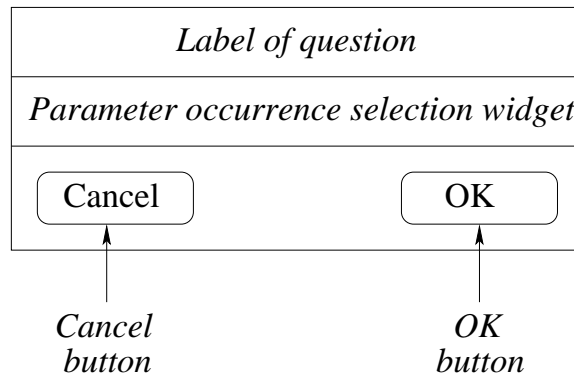 Label of question
Parameter occurrence selection widget
Cancel
OK
Cancel
button
OK
button